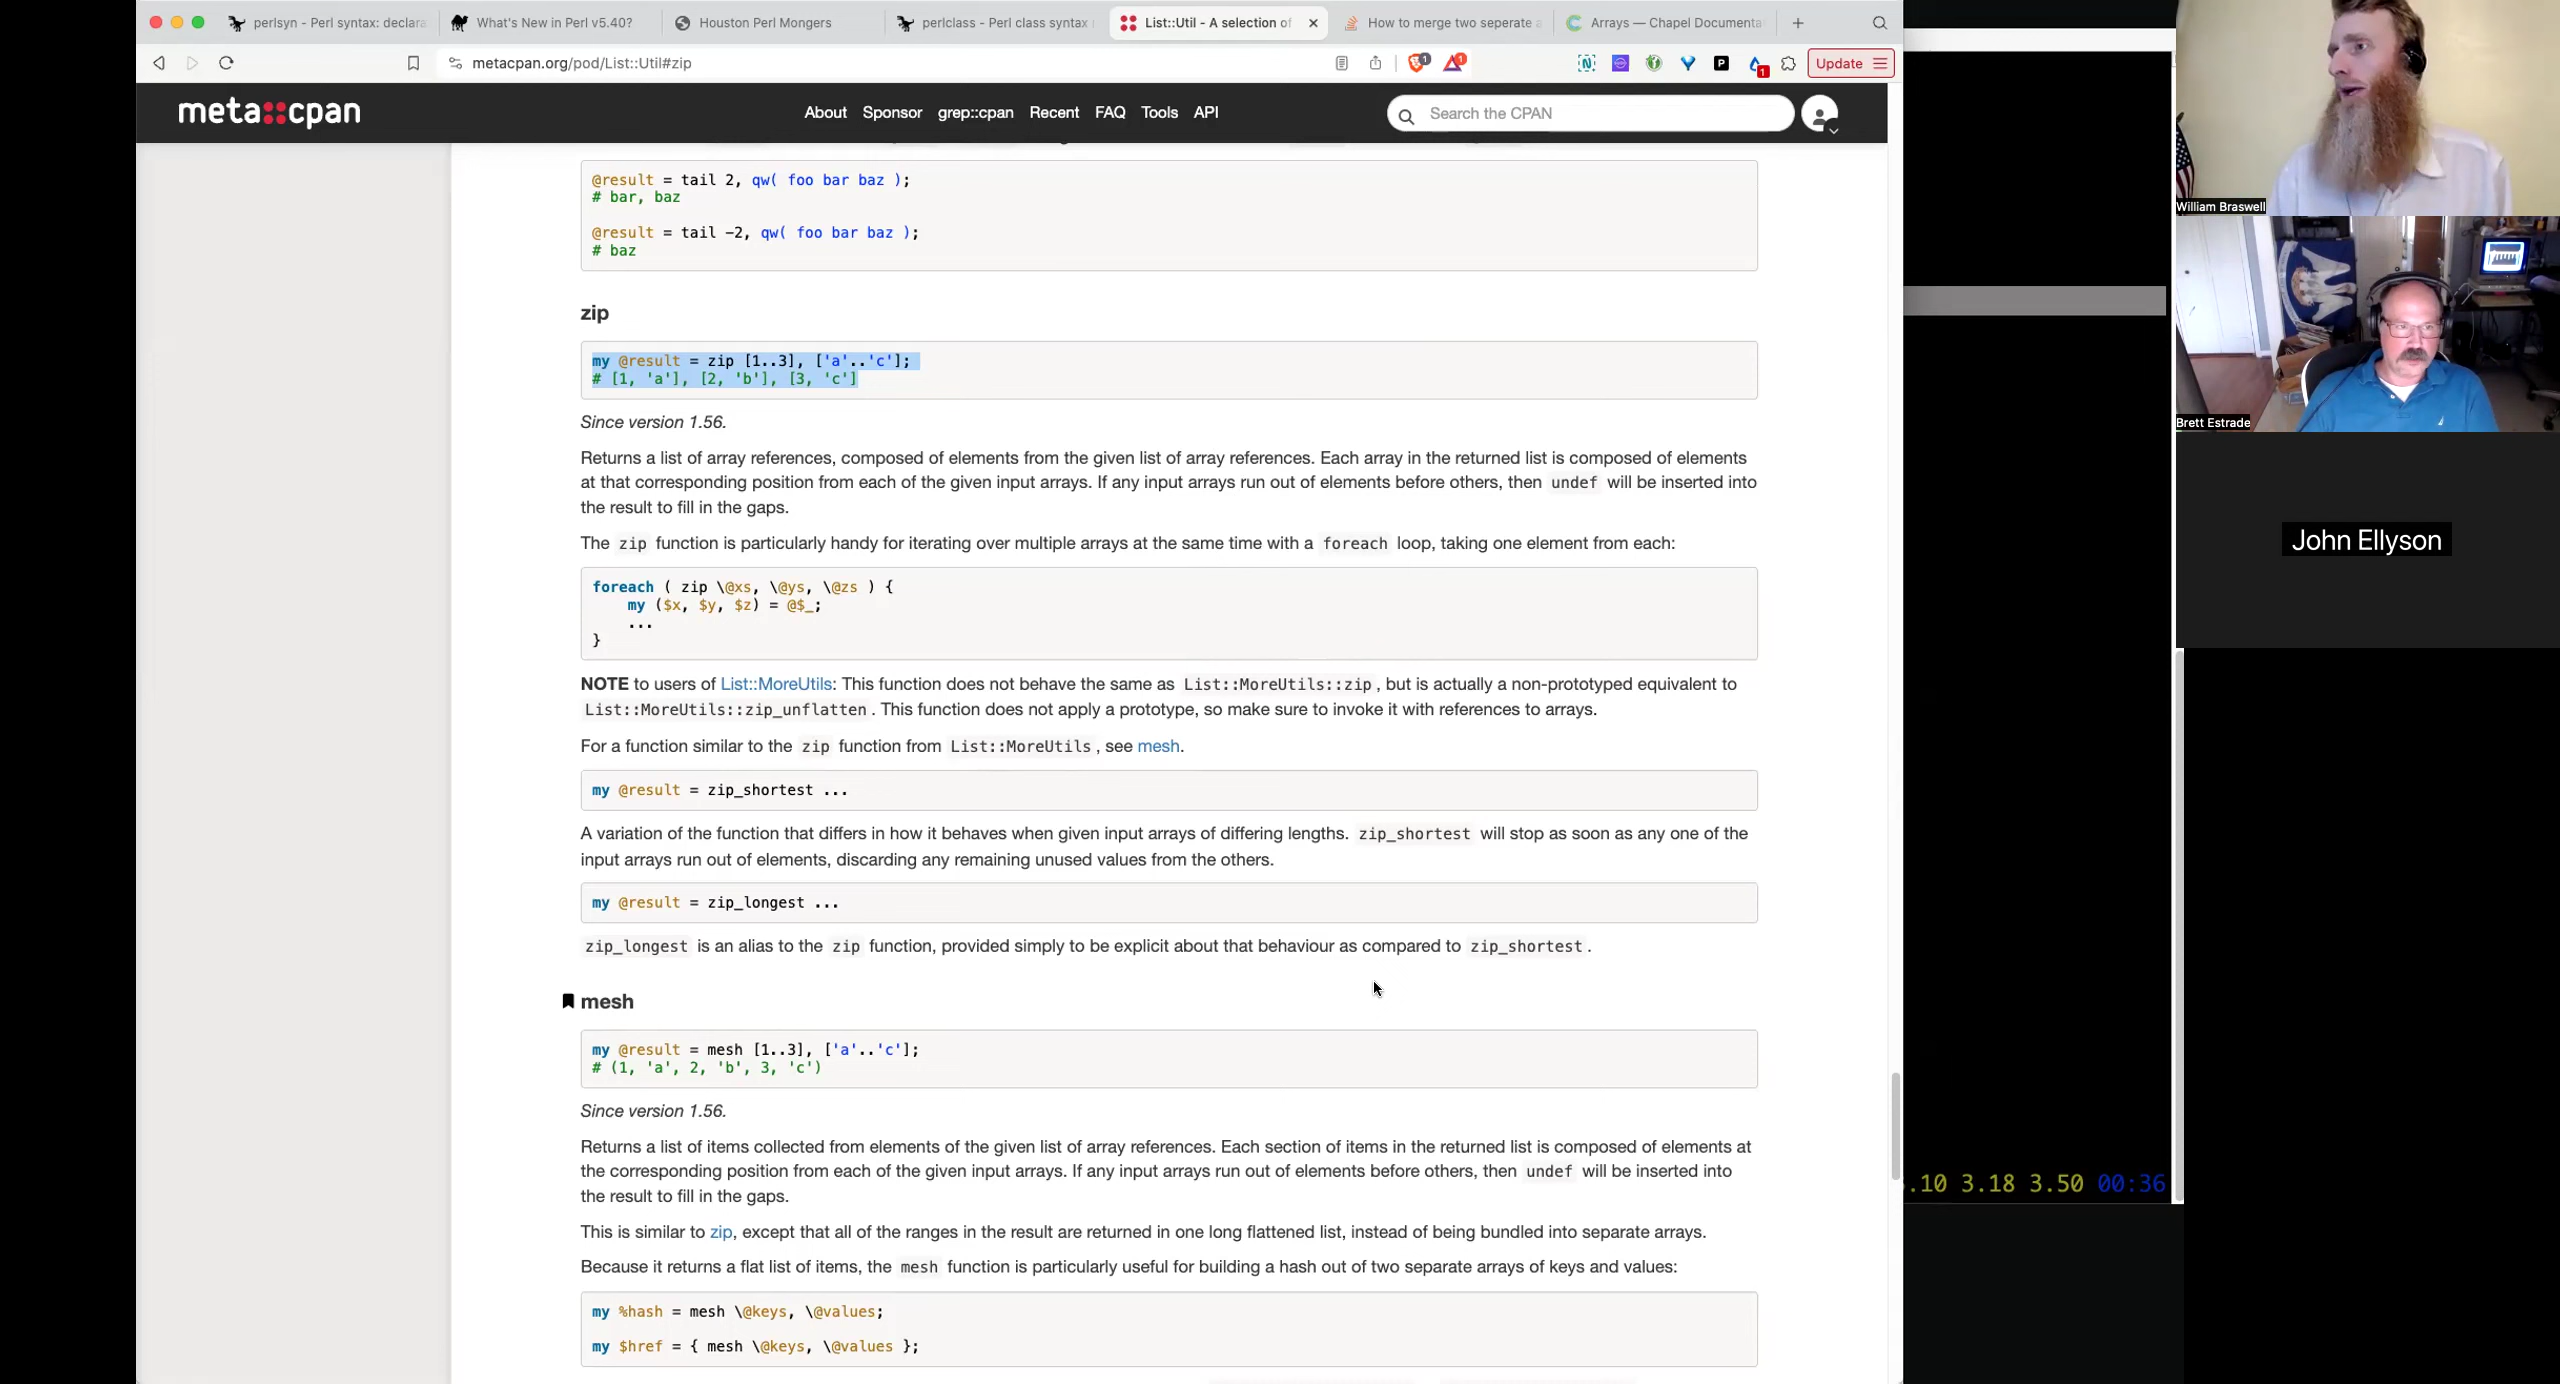 perlsyn - Perl syntax: declara
What's New in Perl v5.40?
Houston Perl Mongers
perlclass - Perl class syntax
List::Util - A selection of
How to merge two seperate a
Arrays — Chapel Documenta
metacpan.org/pod/List::Util#zip
1
1
N
P
1
Update
meta::cpan
About Sponsor grep::cpan Recent FAQ Tools API
Search the CPAN
@result = tail 2, qw( foo bar baz );
# bar, baz
@result = tail -2, qw( foo bar baz );
# baz
zip
my @result = zip [1..3], ['a'..'c'];
# [1, 'a'], [2, 'b'], [3, 'c']
Since version 1.56.
Returns a list of array references, composed of elements from the given list of array references. Each array in the returned list is composed of elements
at that corresponding position from each of the given input arrays. If any input arrays run out of elements before others, then undef will be inserted into
the result to fill in the gaps.
The zip function is particularly handy for iterating over multiple arrays at the same time with a foreach loop, taking one element from each:
foreach ( zip \@xs, \@ys, \@zs ) {
my ($x, $y, $z) = @$_;
...
}
NOTE to users of List::MoreUtils: This function does not behave the same as List::MoreUtils::zip, but is actually a non-prototyped equivalent to
List::MoreUtils::zip_unflatten. This function does not apply a prototype, so make sure to invoke it with references to arrays.
For a function similar to the zip function from List::MoreUtils, see mesh.
my @result = zip_shortest ...
A variation of the function that differs in how it behaves when given input arrays of differing lengths. zip_shortest will stop as soon as any one of the
input arrays run out of elements, discarding any remaining unused values from the others.
my @result = zip_longest ...
zip_longest is an alias to the zip function, provided simply to be explicit about that behaviour as compared to zip_shortest.
mesh
my @result = mesh [1..3], ['a'..'c'];
# (1, 'a', 2, 'b', 3, 'c')
Since version 1.56.
Returns a list of items collected from elements of the given list of array references. Each section of items in the returned list is composed of elements at
the corresponding position from each of the given input arrays. If any input arrays run out of elements before others, then undef will be inserted into
the result to fill in the gaps.
This is similar to zip, except that all of the ranges in the result are returned in one long flattened list, instead of being bundled into separate arrays.
Because it returns a flat list of items, the mesh function is particularly useful for building a hash out of two separate arrays of keys and values:
my %hash = mesh \@keys, \@values;
my $href = { mesh \@keys, \@values };
William Braswell
Brett Estrade
John Ellyson
.10 3.18 3.50 00:36